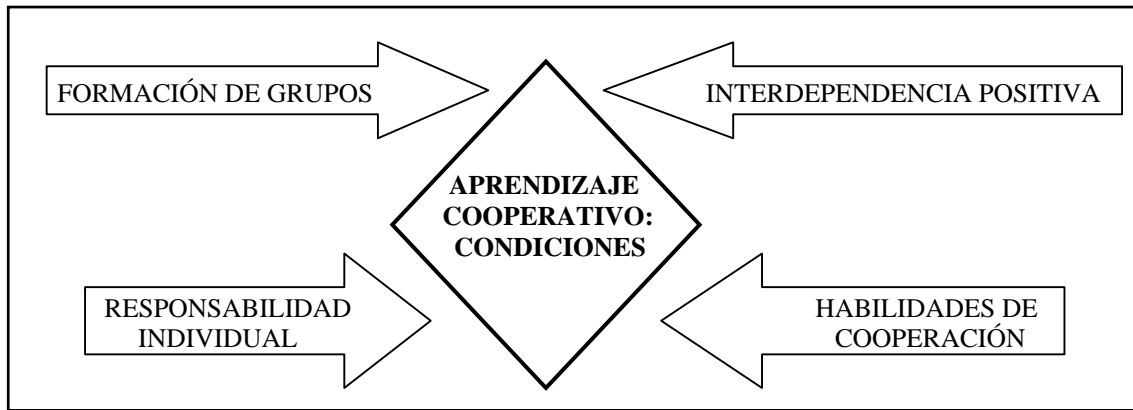 FORMACIÓN DE GRUPOS
INTERDEPENDENCIA POSITIVA
APRENDIZAJE
COOPERATIVO:
CONDICIONES
RESPONSABILIDAD
INDIVIDUAL
HABILIDADES DE
COOPERACIÓN